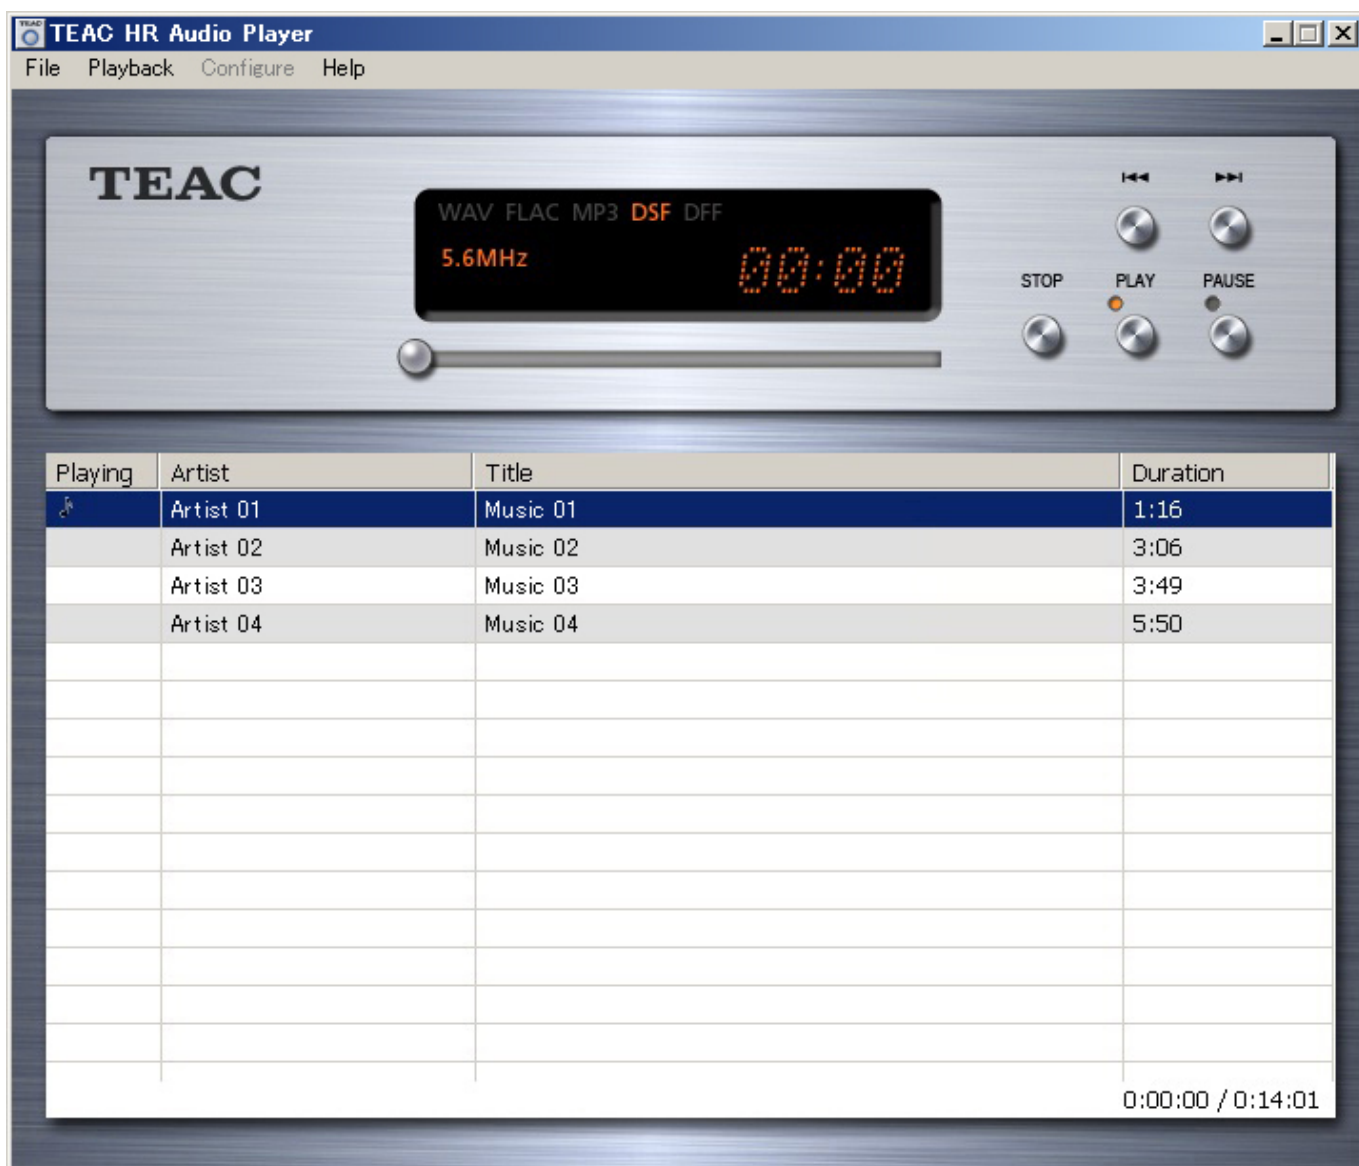 TEAC HR Audio Player
File Playback Configure Help
TEAC
WAV FLAC MP3 DSF DFF
5.6MHz 00:00
STOP PLAY PAUSE
Playing Artist Title Duration
Artist 01 Music 01 1:16
Artist 02 Music 02 3:06
Artist 03 Music 03 3:49
Artist 04 Music 04 5:50
0:00:00 / 0:14:01